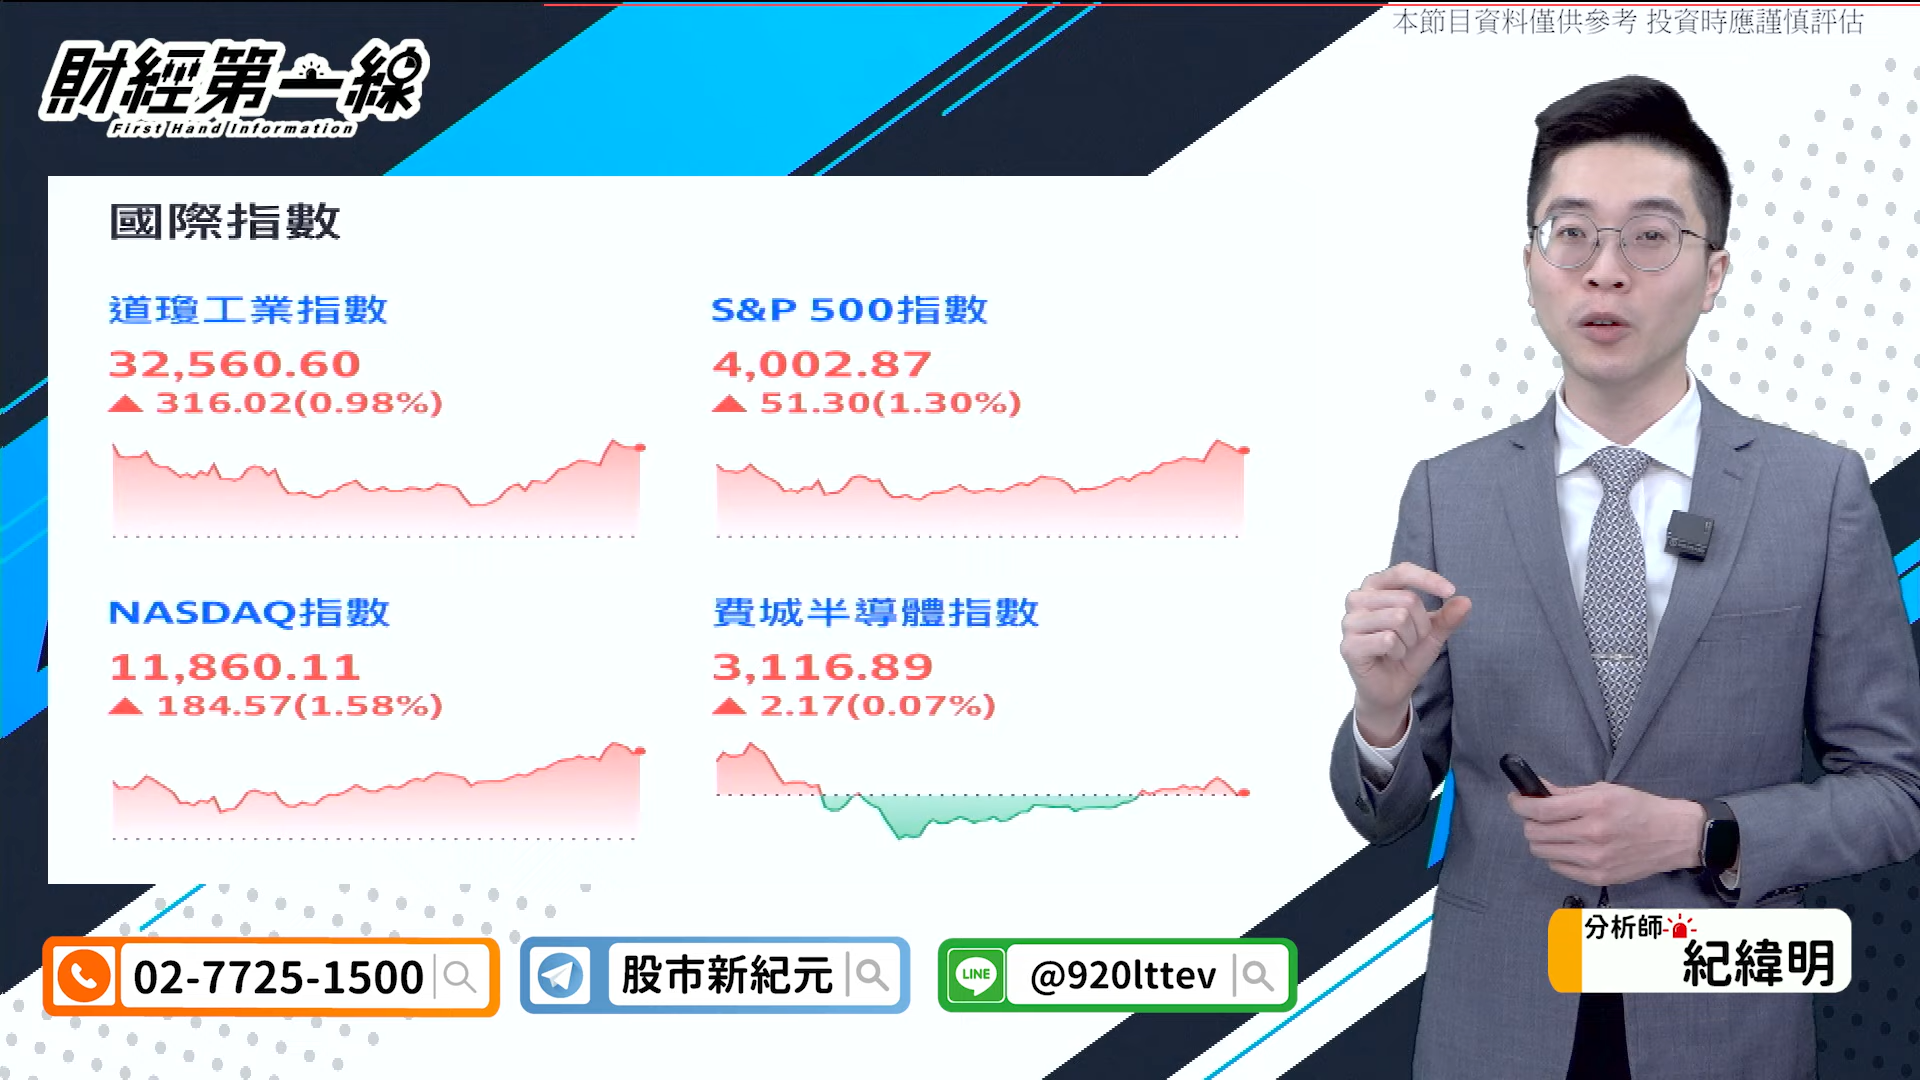 本節目資料僅供參考 投資時應謹慎評估
財經第一線
First Hand Information
國際指數
道瓊工業指數
32,560.60
▲ 316.02(0.98%)
S&P 500指數
4,002.87
▲ 51.30(1.30%)
NASDAQ指數
11,860.11
▲ 184.57(1.58%)
費城半導體指數
3,116.89
▲ 2.17(0.07%)
02-7725-1500
股市新紀元
LINE
@920lttev
分析師
紀緯明